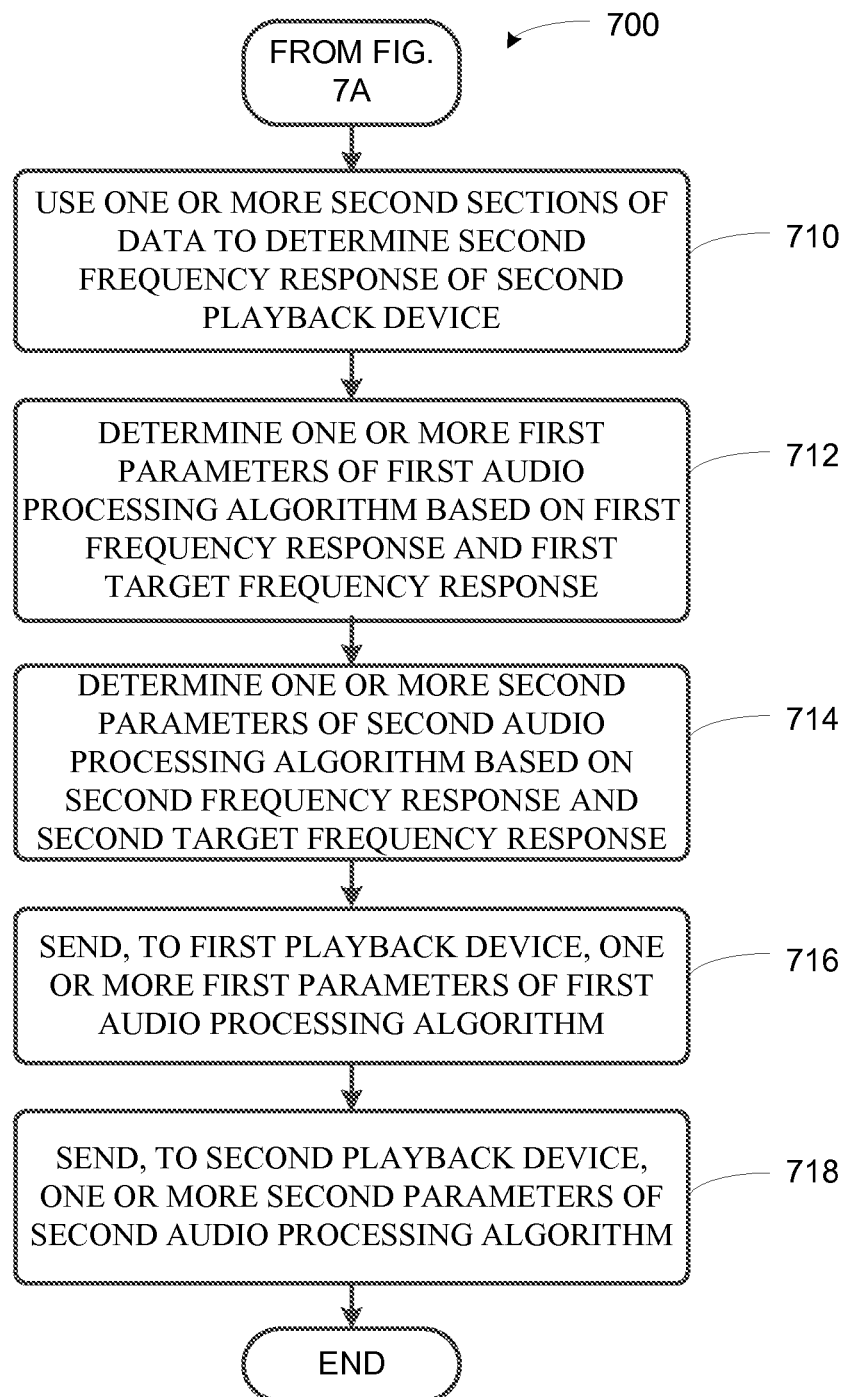 FROM FIG.
7A
700
USE ONE OR MORE SECOND SECTIONS OF
DATA TO DETERMINE SECOND
FREQUENCY RESPONSE OF SECOND
PLAYBACK DEVICE
710
DETERMINE ONE OR MORE FIRST
PARAMETERS OF FIRST AUDIO
PROCESSING ALGORITHM BASED ON FIRST
FREQUENCY RESPONSE AND FIRST
TARGET FREQUENCY RESPONSE
712
DETERMINE ONE OR MORE SECOND
PARAMETERS OF SECOND AUDIO
PROCESSING ALGORITHM BASED ON
SECOND FREQUENCY RESPONSE AND
SECOND TARGET FREQUENCY RESPONSE
714
SEND, TO FIRST PLAYBACK DEVICE, ONE
OR MORE FIRST PARAMETERS OF FIRST
AUDIO PROCESSING ALGORITHM
716
SEND, TO SECOND PLAYBACK DEVICE,
ONE OR MORE SECOND PARAMETERS OF
SECOND AUDIO PROCESSING ALGORITHM
718
END